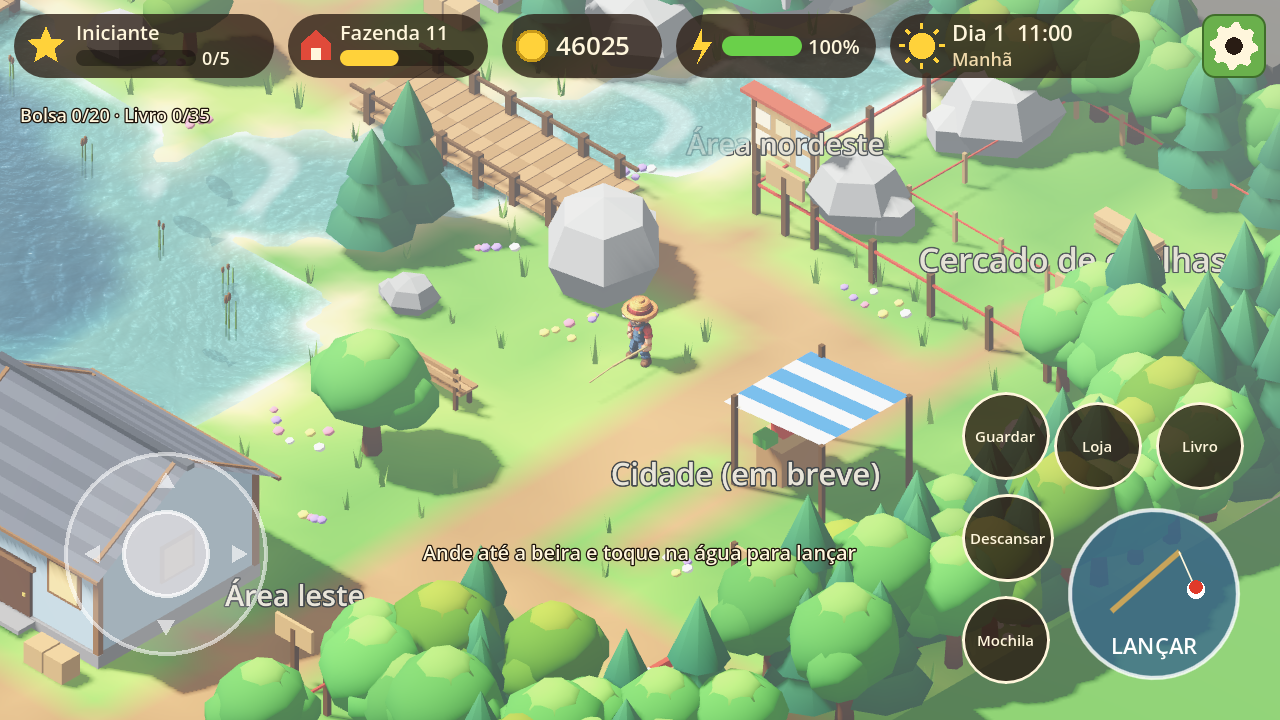 Iniciante
0/5
Fazenda 11
46025
100%
Dia 1 11:00
Manhã
Bolsa 0/20 · Livro 0/35
Área nordeste
Cercado de
Guardar
Loja
Livro
Cidade (em breve)
Descansar
Ande até a beira e toque na água para lançar
Área leste
Mochila
LANÇAR